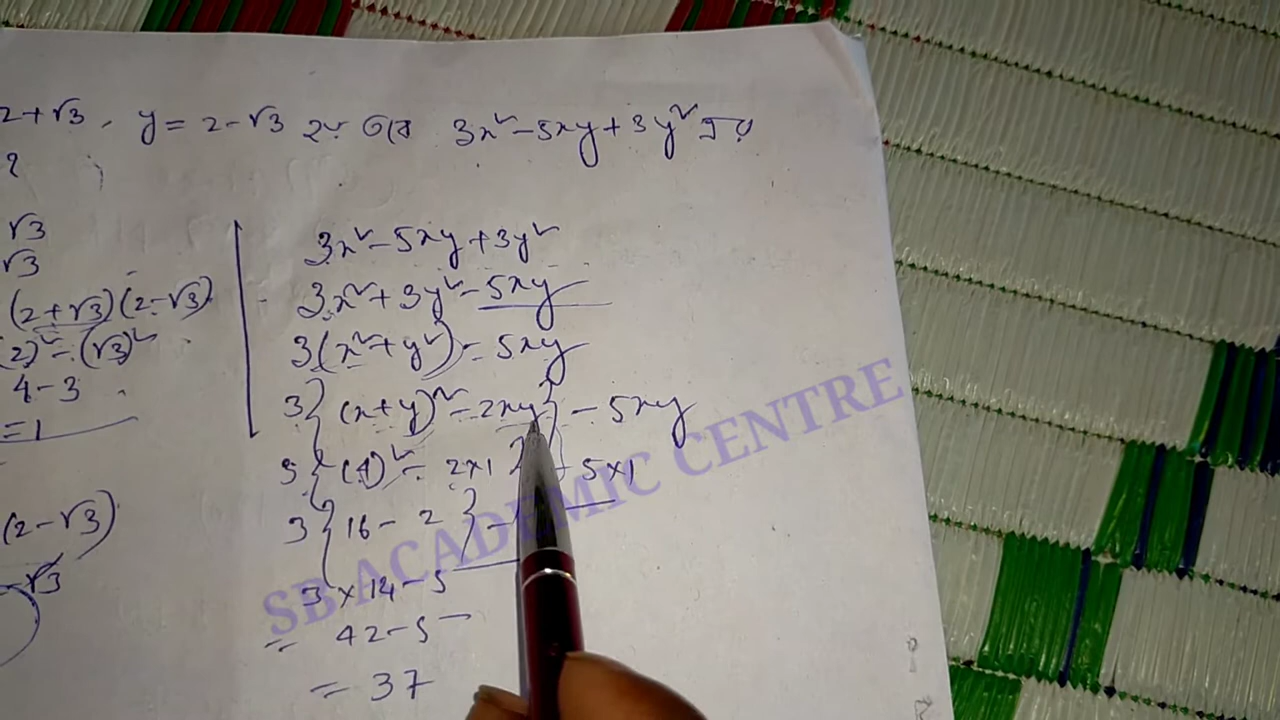 2+√3, y = 2-√3 হয় তবে 3x²-5xy+3y² এর
?
√3
√3
(2+√3)(2-√3)
2)² - (√3)²
4-3
=1
(2-√3)
-√3
3x² - 5xy + 3y²
3x² + 3y² - 5xy
3(x²+y²) - 5xy
3{(x+y)² - 2xy} - 5xy
3{(4)² - 2×1} - 5×1
3{16 - 2} -
3 × 14 - 5
= 42 - 5
= 37
SB ACADEMIC CENTRE